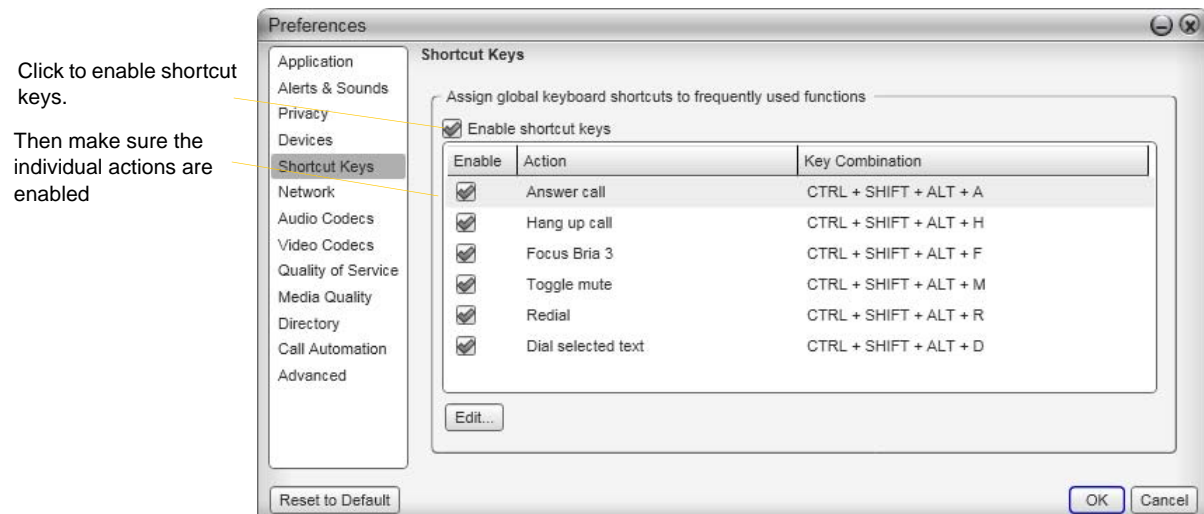 Preferences
Click to enable shortcut
keys.
Then make sure the
individual actions are
enabled
Application
Alerts & Sounds
Privacy
Devices
Shortcut Keys
Network
Audio Codecs
Video Codecs
Quality of Service
Media Quality
Directory
Call Automation
Advanced
Shortcut Keys
Assign global keyboard shortcuts to frequently used functions
Enable shortcut keys
Enable Action Key Combination
Answer call CTRL + SHIFT + ALT + A
Hang up call CTRL + SHIFT + ALT + H
Focus Bria 3 CTRL + SHIFT + ALT + F
Toggle mute CTRL + SHIFT + ALT + M
Redial CTRL + SHIFT + ALT + R
Dial selected text CTRL + SHIFT + ALT + D
Edit...
Reset to Default OK Cancel